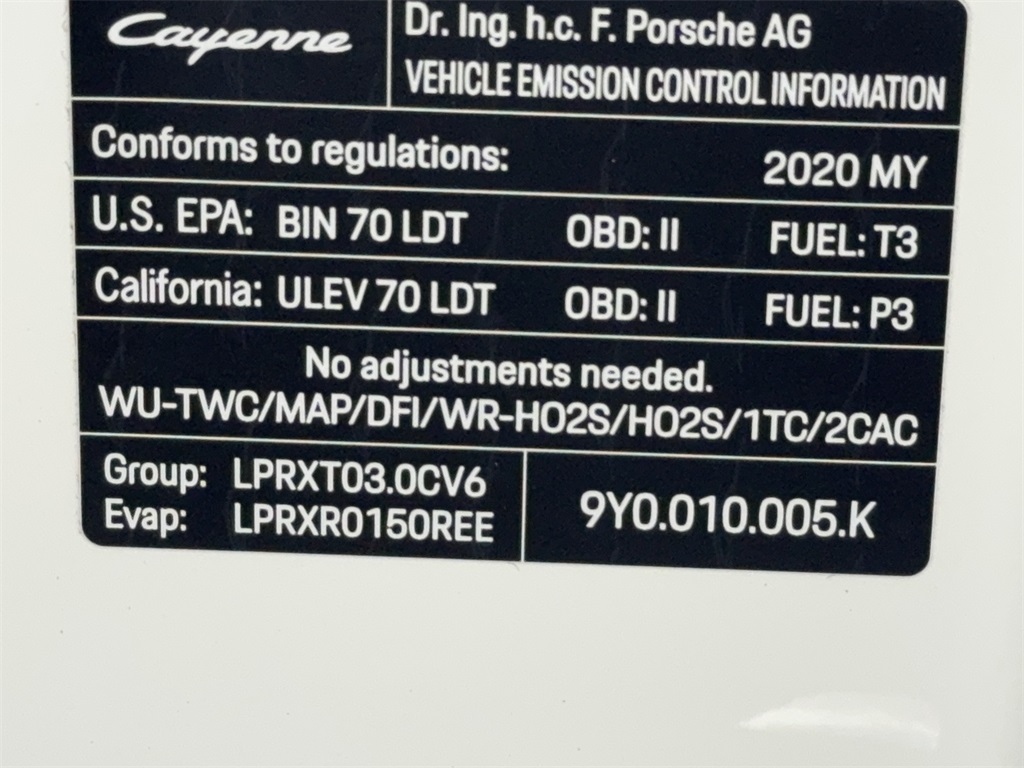 Cayenne
Dr. Ing. h.c. F. Porsche AG
VEHICLE EMISSION CONTROL INFORMATION
Conforms to regulations: 2020 MY
U.S. EPA: BIN 70 LDT OBD: II FUEL: T3
California: ULEV 70 LDT OBD: II FUEL: P3
No adjustments needed.
WU-TWC/MAP/DFI/WR-HO2S/HO2S/1TC/2CAC
Group: LPRXT03.0CV6
Evap: LPRXR0150REE
9Y0.010.005.K